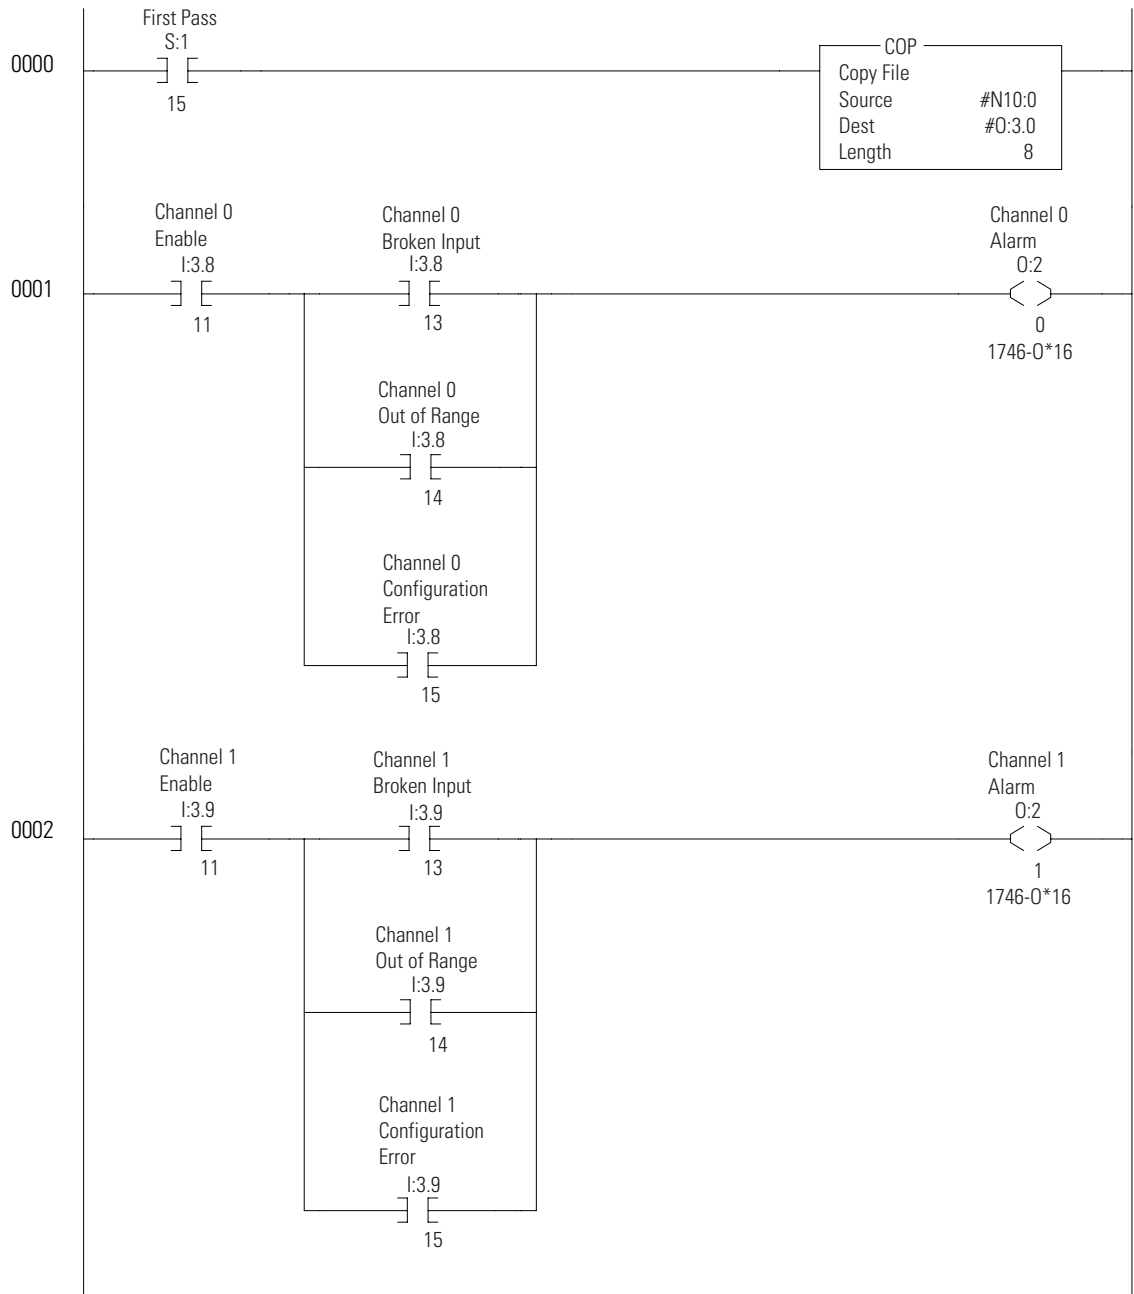 First Pass
S:1
0000
15
COP
Copy File
Source #N10:0
Dest #O:3.0
Length 8
Channel 0
Enable
I:3.8
11
Channel 0
Broken Input
I:3.8
13
Channel 0
Alarm
O:2
0
1746-O*16
0001
Channel 0
Out of Range
I:3.8
14
Channel 0
Configuration
Error
I:3.8
15
Channel 1
Enable
I:3.9
11
Channel 1
Broken Input
I:3.9
13
Channel 1
Alarm
O:2
1
1746-O*16
0002
Channel 1
Out of Range
I:3.9
14
Channel 1
Configuration
Error
I:3.9
15